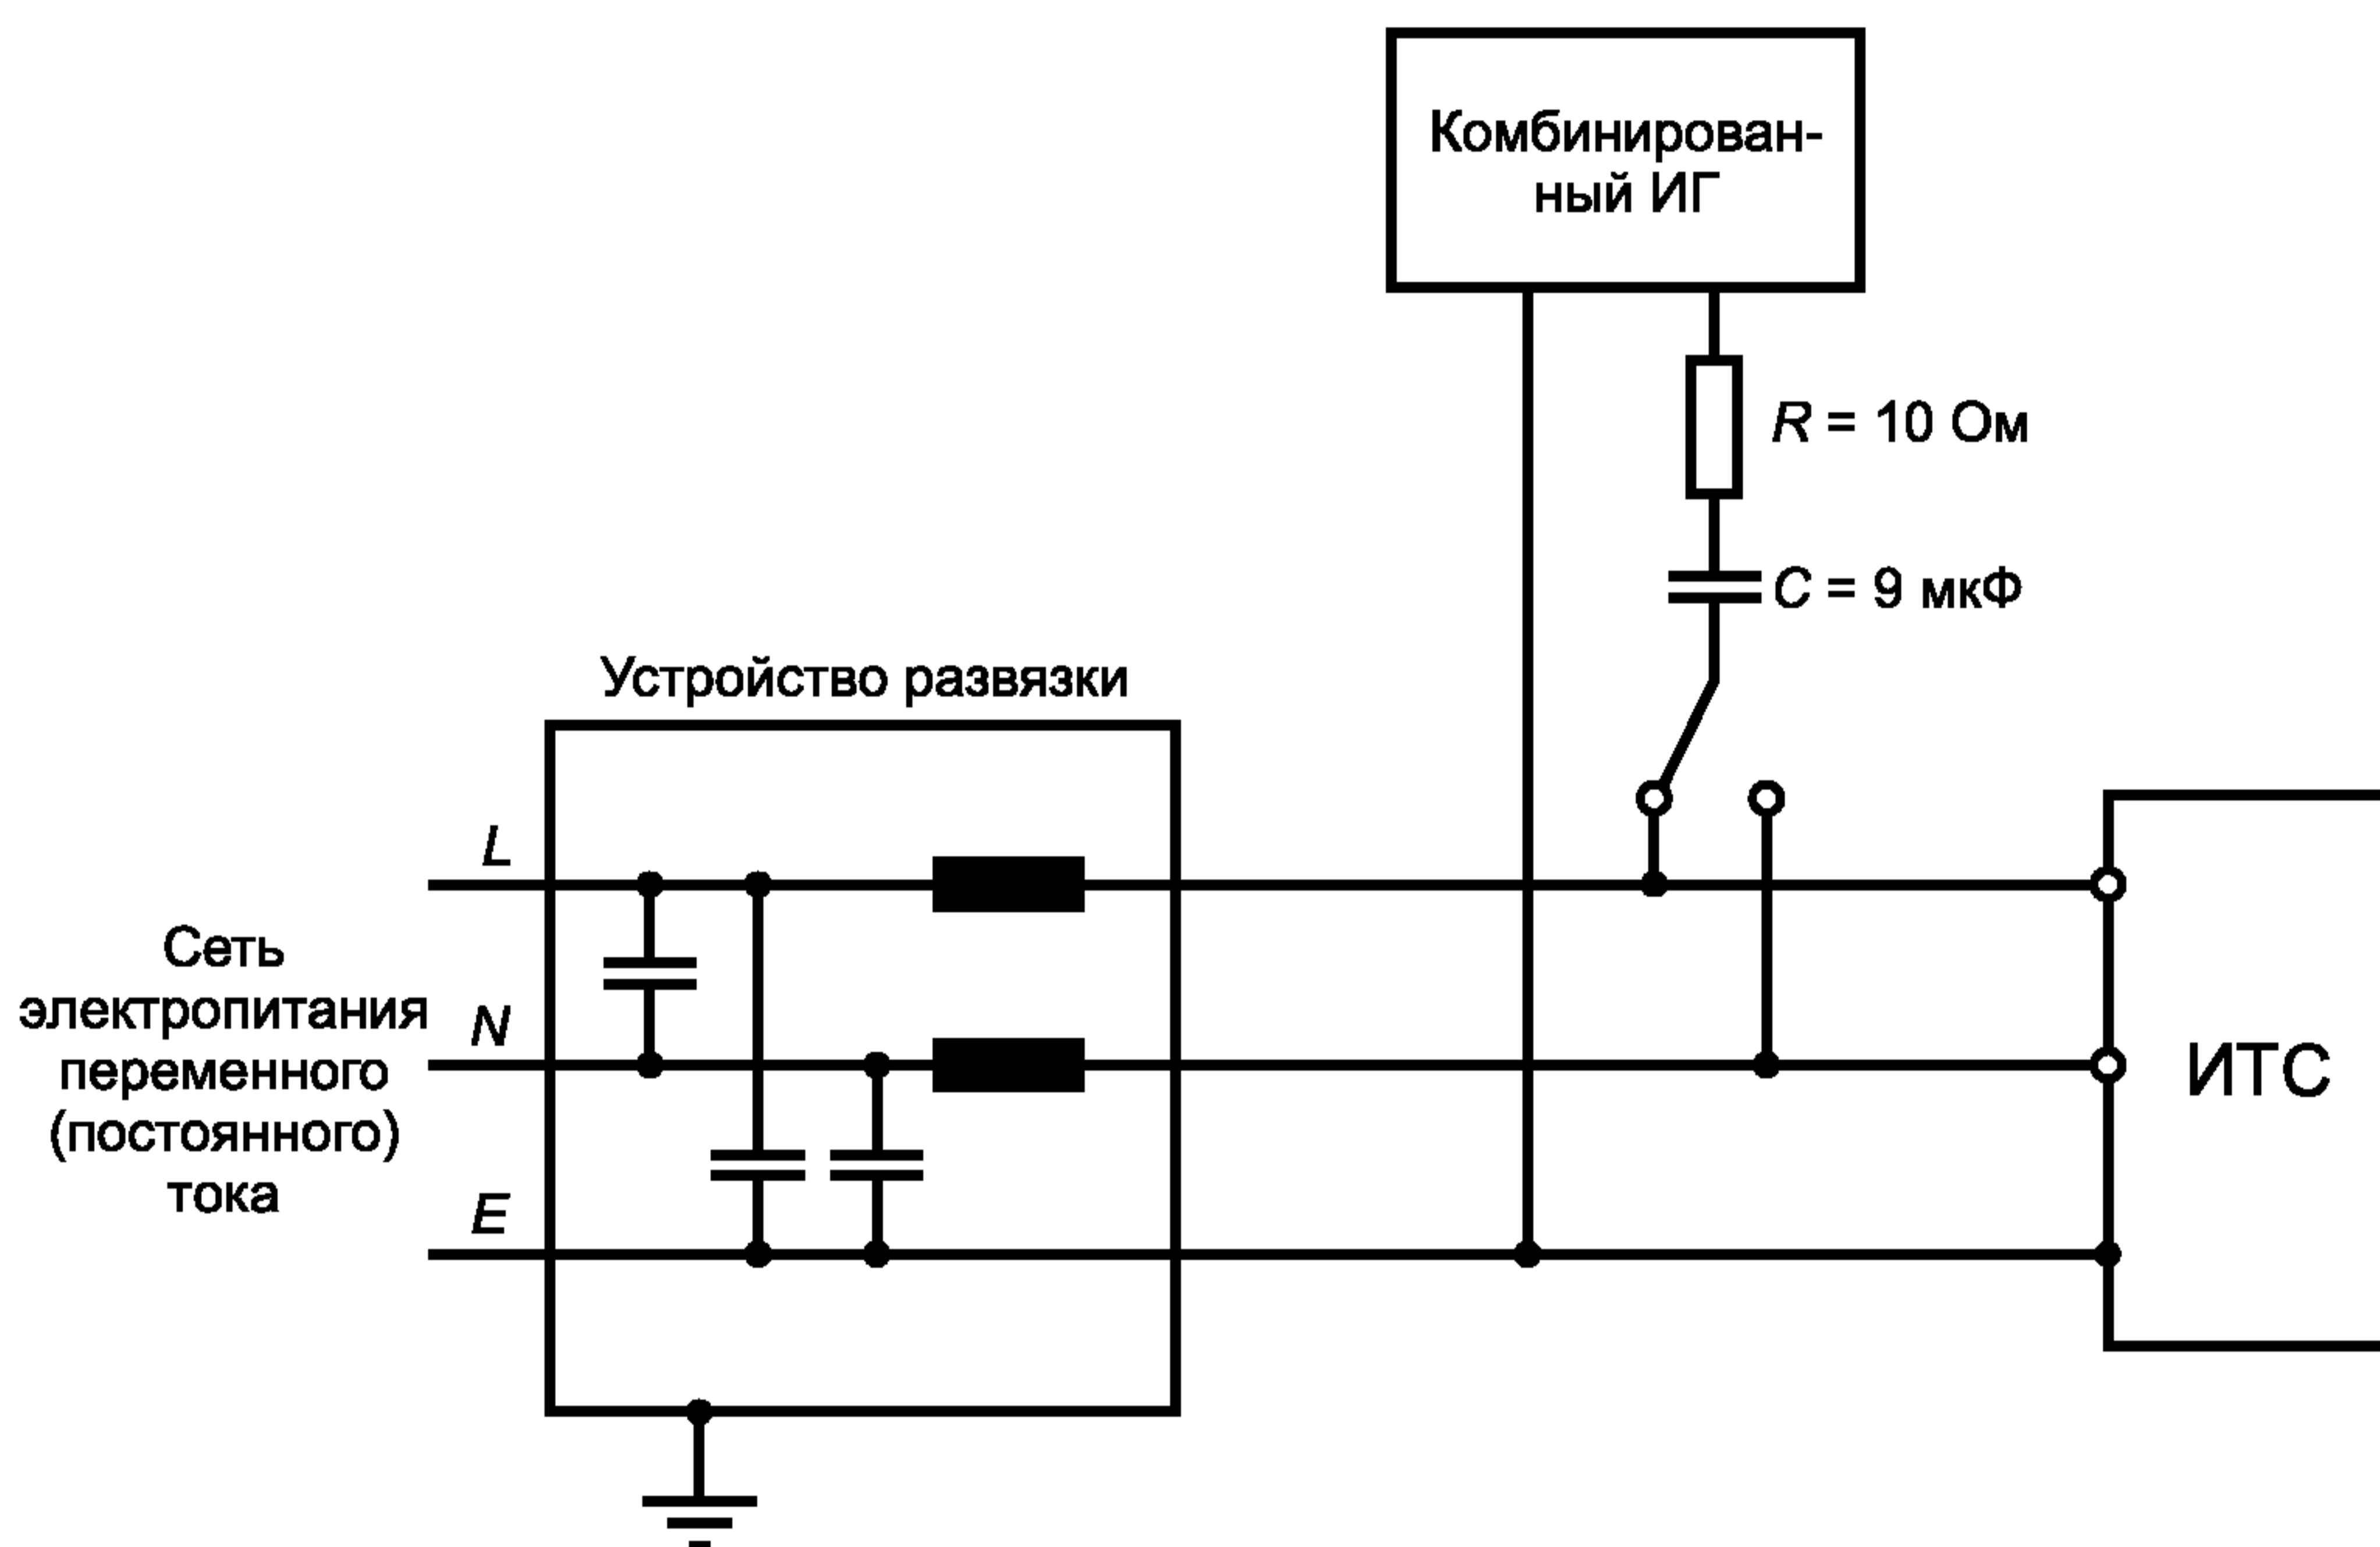 Комбинирован-
ный ИГ
R = 10 Ом
C = 9 мкФ
Устройство развязки
L
Сеть
электропитания
переменного
(постоянного)
тока
N
E
ИТС